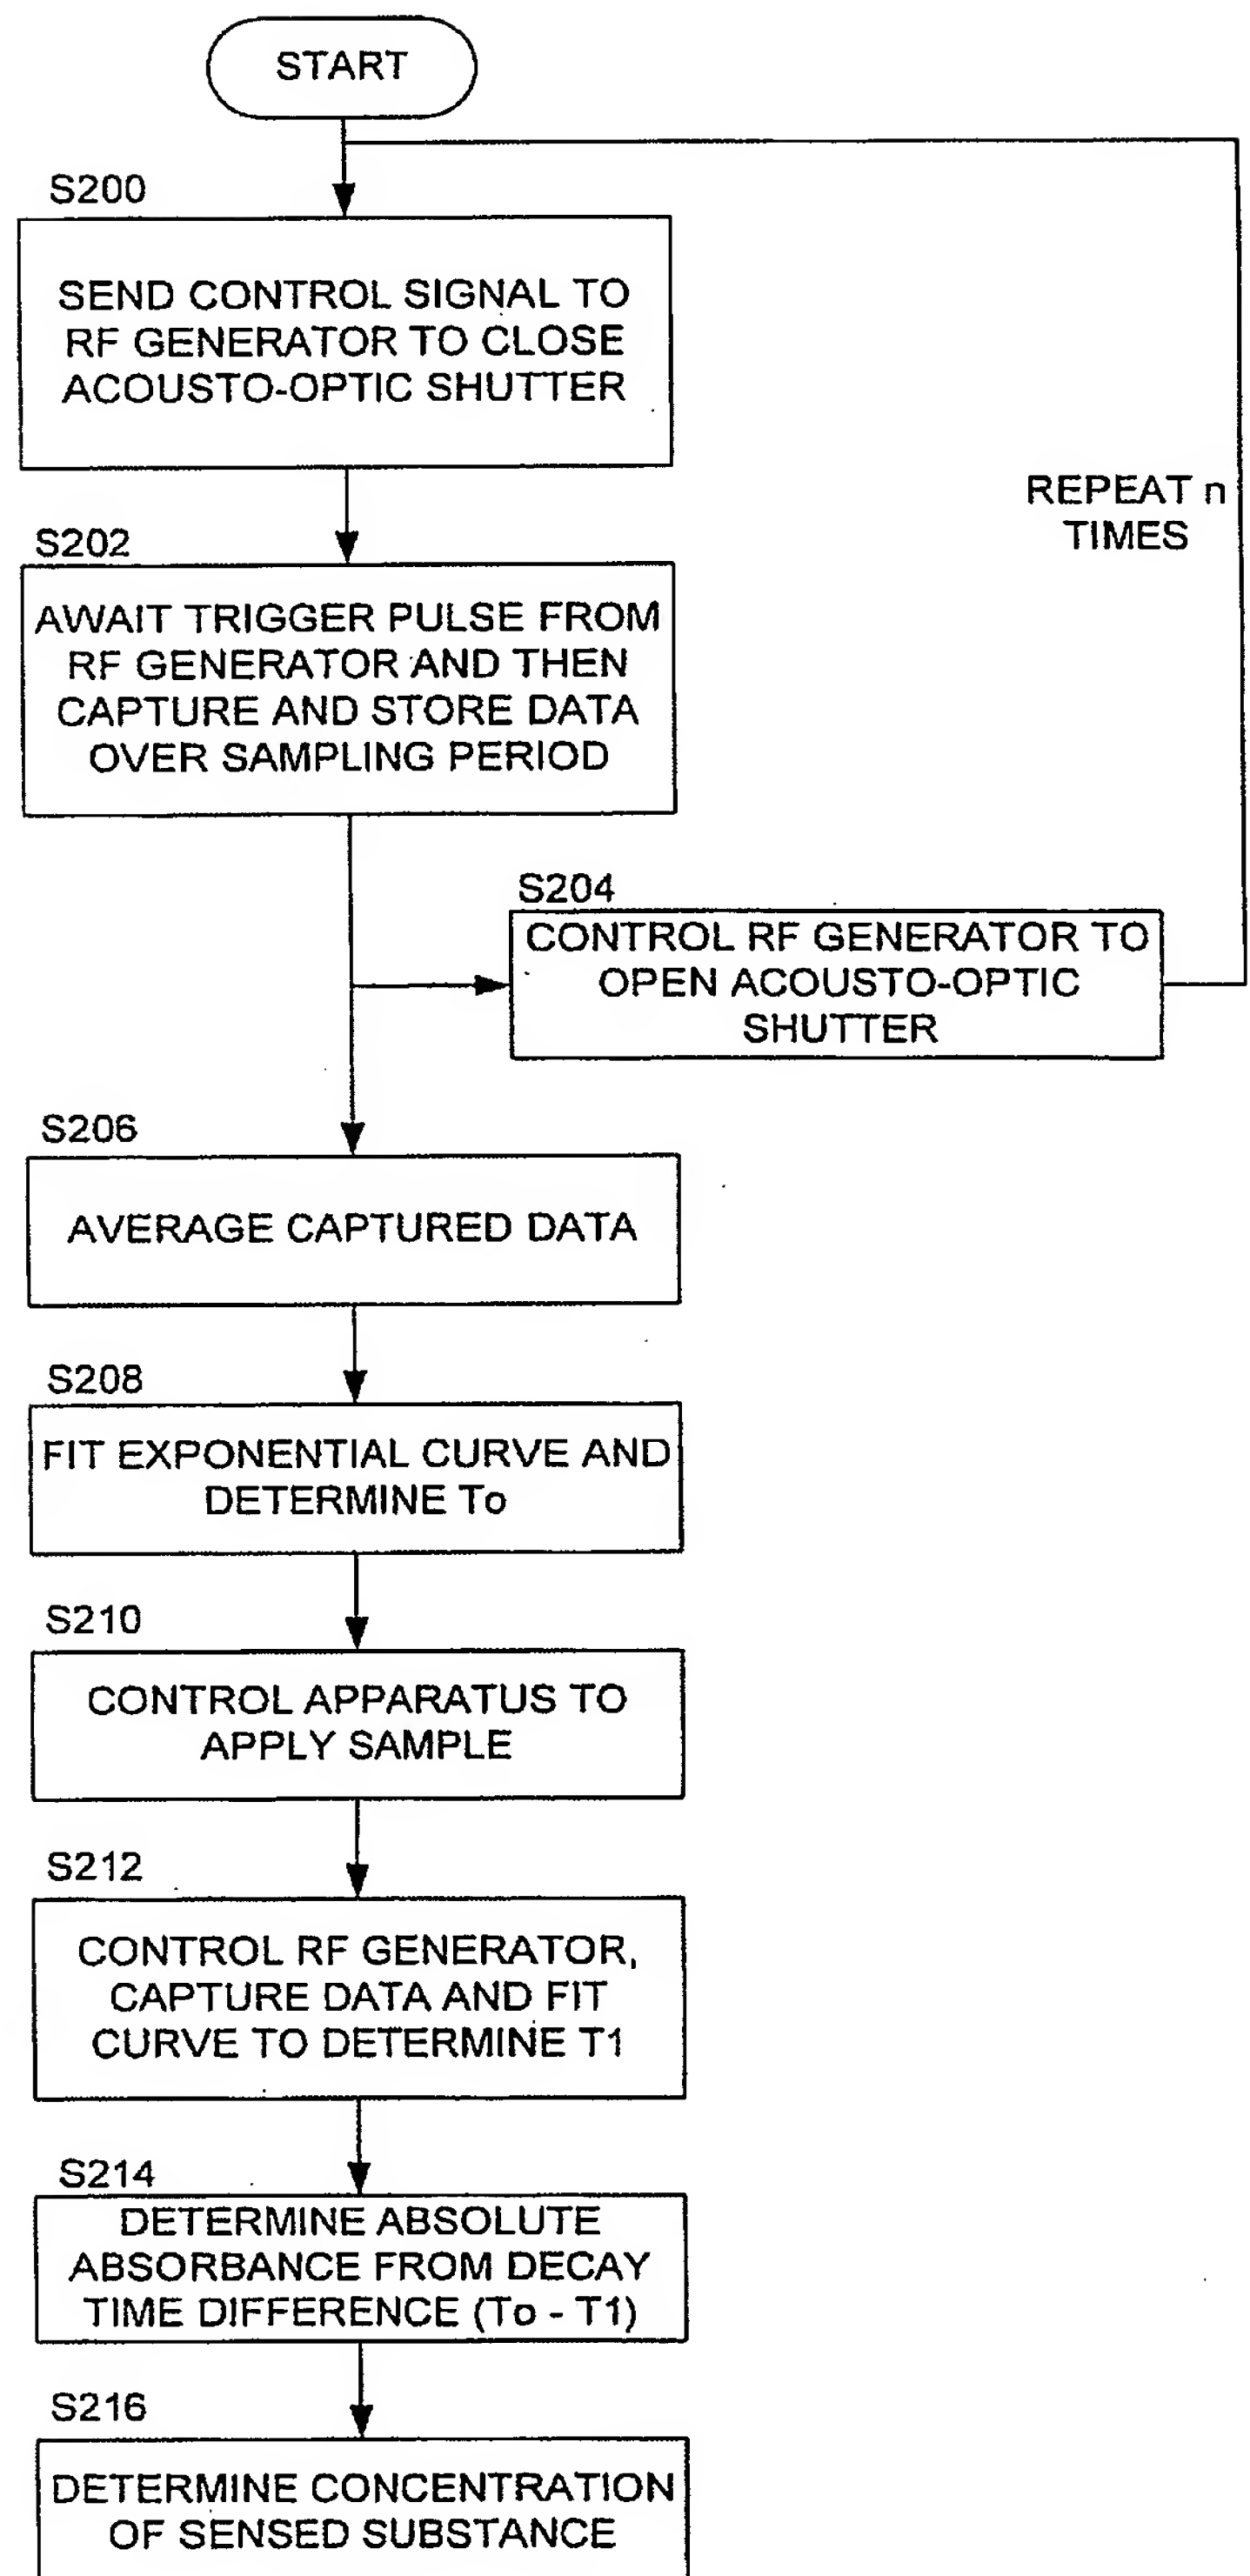 START
S200
SEND CONTROL SIGNAL TO
RF GENERATOR TO CLOSE
ACOUSTO-OPTIC SHUTTER
REPEAT n
TIMES
S202
AWAIT TRIGGER PULSE FROM
RF GENERATOR AND THEN
CAPTURE AND STORE DATA
OVER SAMPLING PERIOD
S204
CONTROL RF GENERATOR TO
OPEN ACOUSTO-OPTIC
SHUTTER
S206
AVERAGE CAPTURED DATA
S208
FIT EXPONENTIAL CURVE AND
DETERMINE To
S210
CONTROL APPARATUS TO
APPLY SAMPLE
S212
CONTROL RF GENERATOR,
CAPTURE DATA AND FIT
CURVE TO DETERMINE T1
S214
DETERMINE ABSOLUTE
ABSORBANCE FROM DECAY
TIME DIFFERENCE (To - T1)
S216
DETERMINE CONCENTRATION
OF SENSED SUBSTANCE